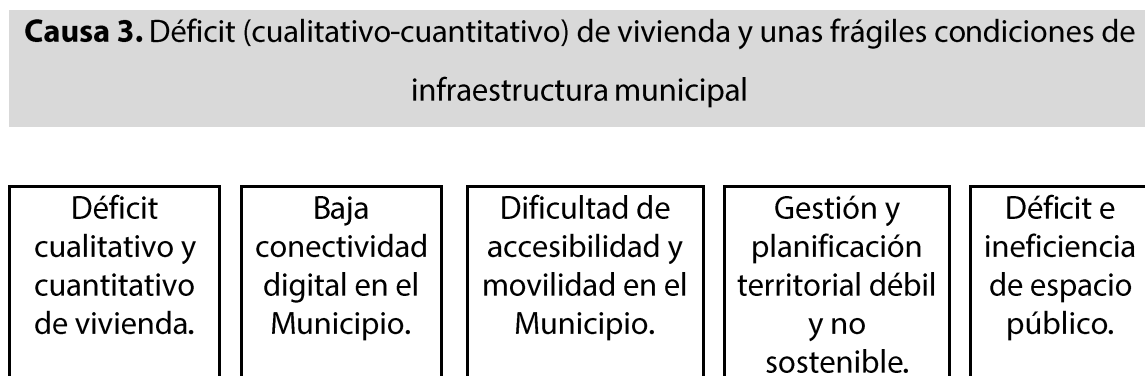 Causa 3. Déficit (cualitativo-cuantitativo) de vivienda y unas frágiles condiciones de
infraestructura municipal
Déficit
cualitativo y
cuantitativo
de vivienda.
Baja
conectividad
digital en el
Municipio.
Dificultad de
accesibilidad y
movilidad en el
Municipio.
Gestión y
planificación
territorial débil
y no
sostenible.
Déficit e
ineficiencia
de espacio
público.